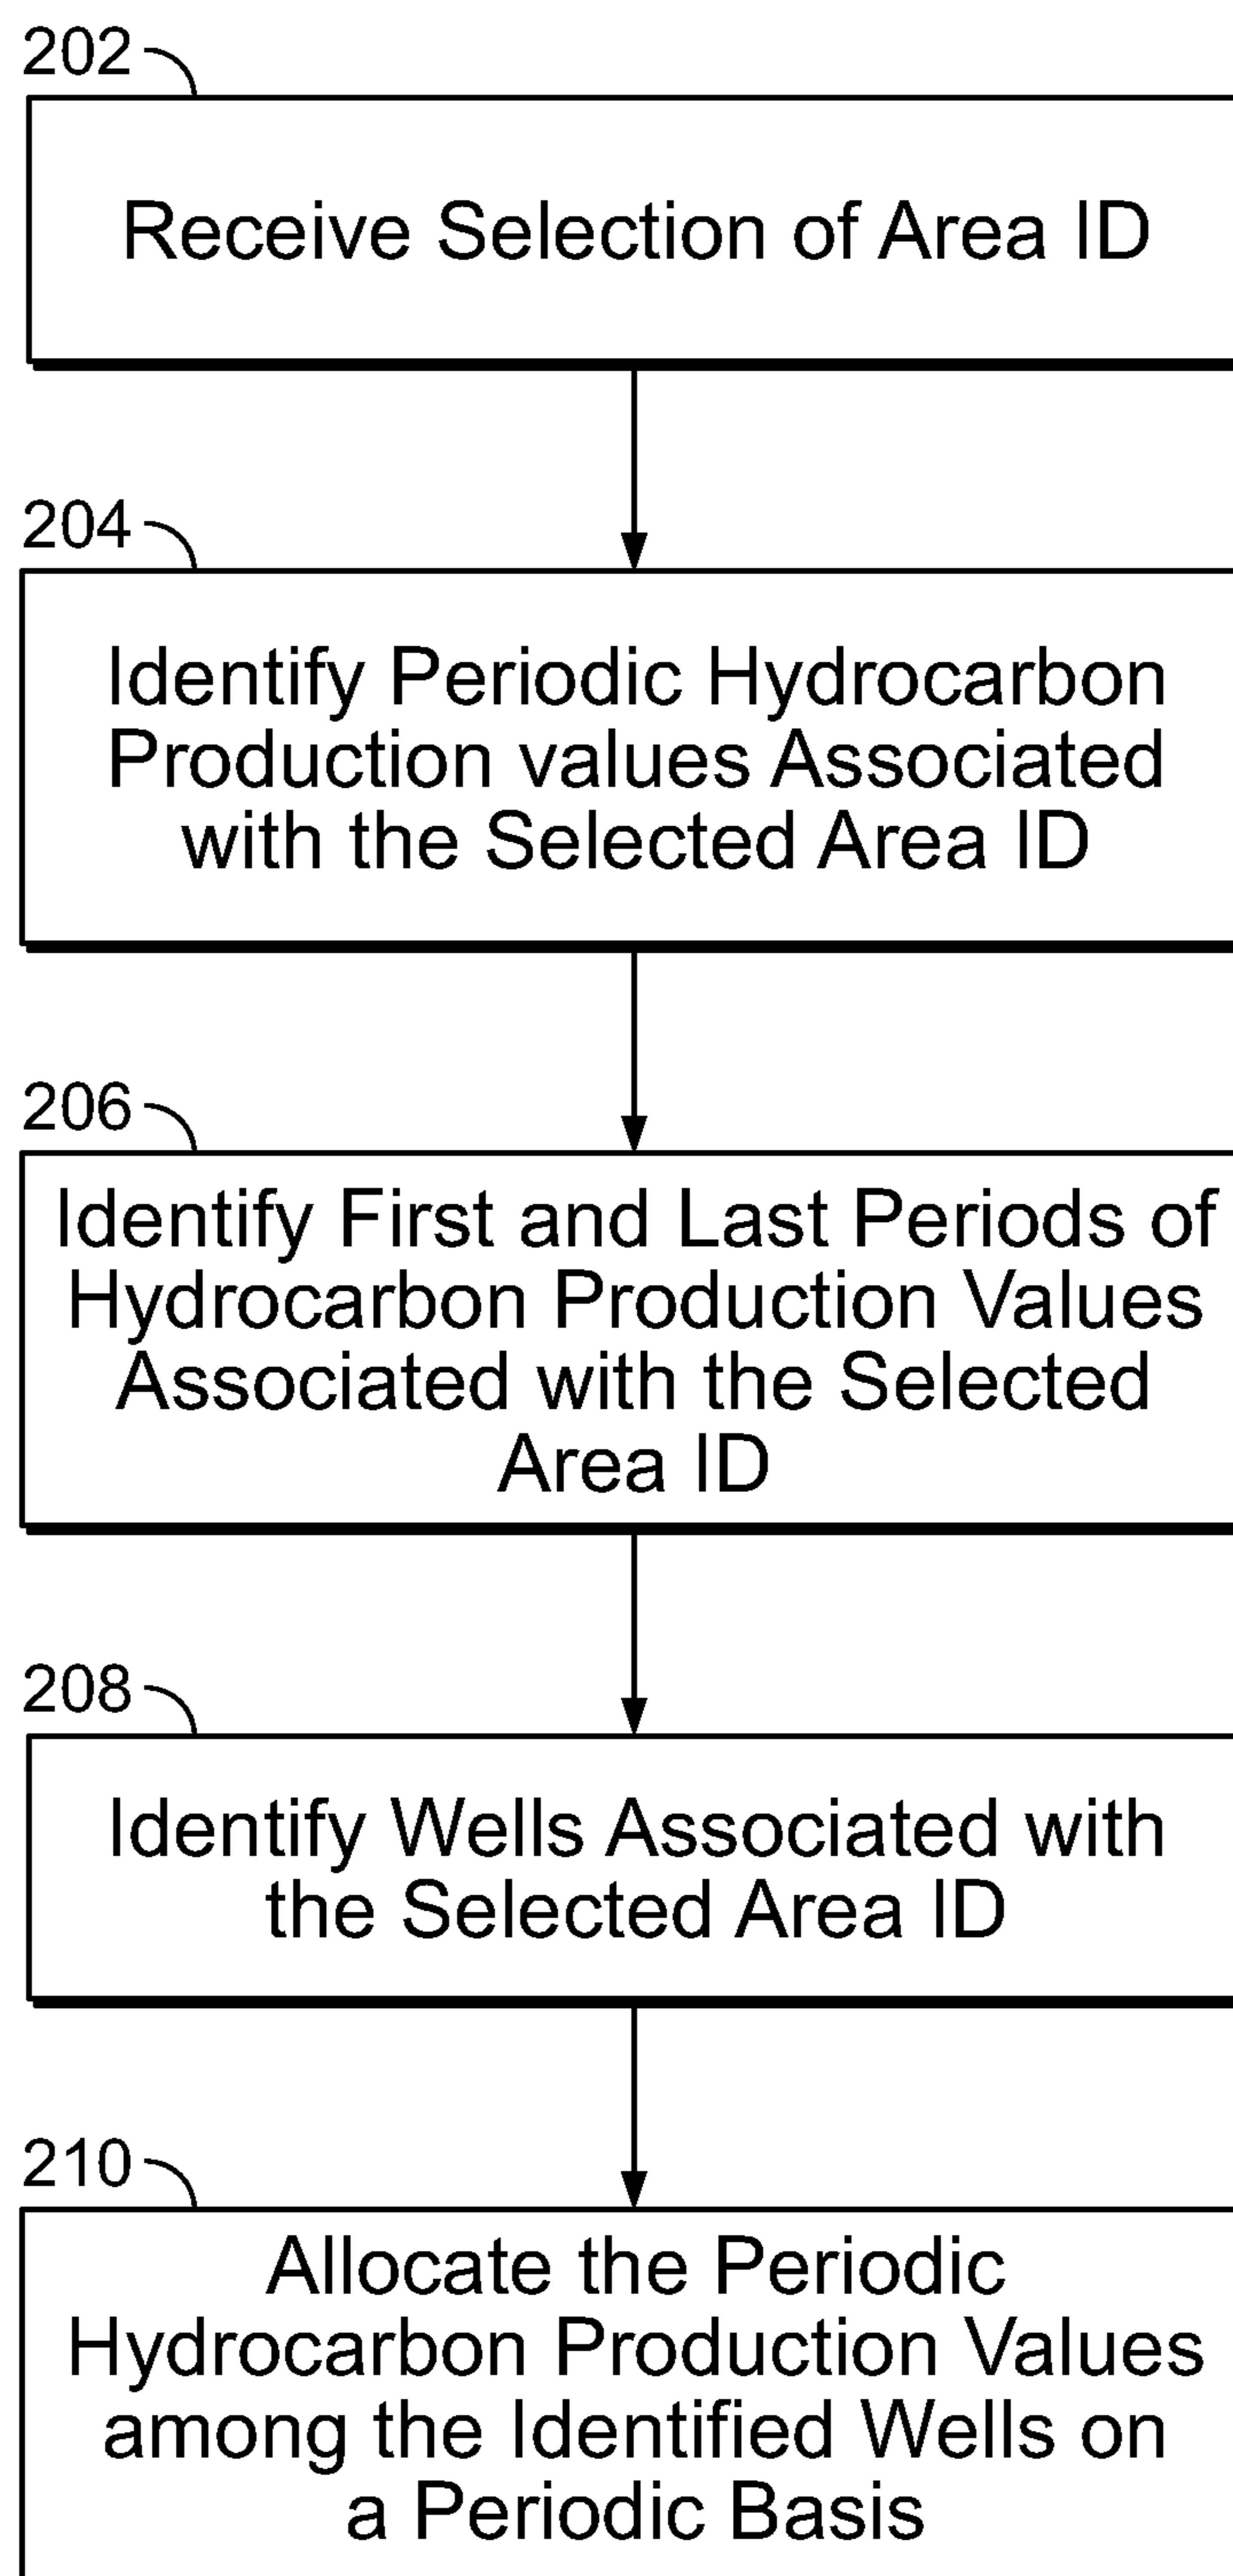 202
Receive Selection of Area ID
204
Identify Periodic Hydrocarbon
Production values Associated
with the Selected Area ID
206
Identify First and Last Periods of
Hydrocarbon Production Values
Associated with the Selected
Area ID
208
Identify Wells Associated with
the Selected Area ID
210
Allocate the Periodic
Hydrocarbon Production Values
among the Identified Wells on
a Periodic Basis